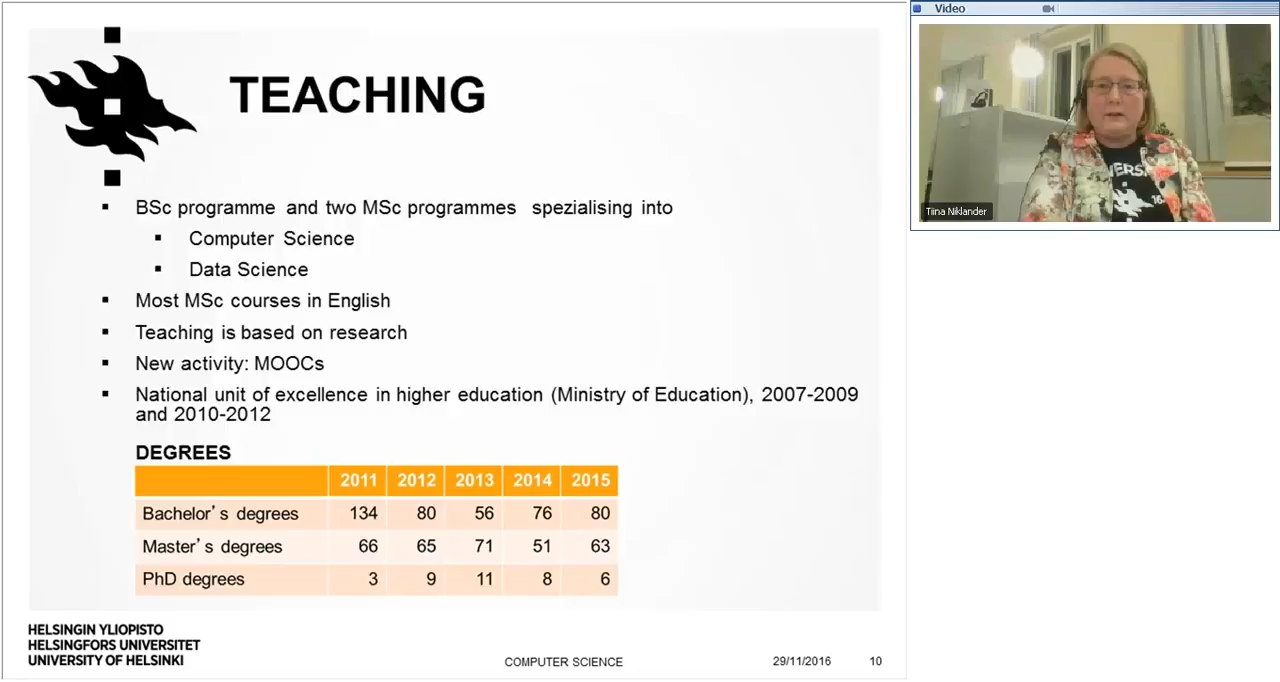 TEACHING
BSc programme and two MSc programmes spezialising into
Computer Science
Data Science
Most MSc courses in English
Teaching is based on research
New activity: MOOCs
National unit of excellence in higher education (Ministry of Education), 2007-2009
and 2010-2012
DEGREES
2011 2012 2013 2014 2015
Bachelor's degrees 134 80 56 76 80
Master's degrees 66 65 71 51 63
PhD degrees 3 9 11 8 6
HELSINGIN YLIOPISTO
HELSINGFORS UNIVERSITET
UNIVERSITY OF HELSINKI
COMPUTER SCIENCE 29/11/2016 10
Video
Tiina Niklander